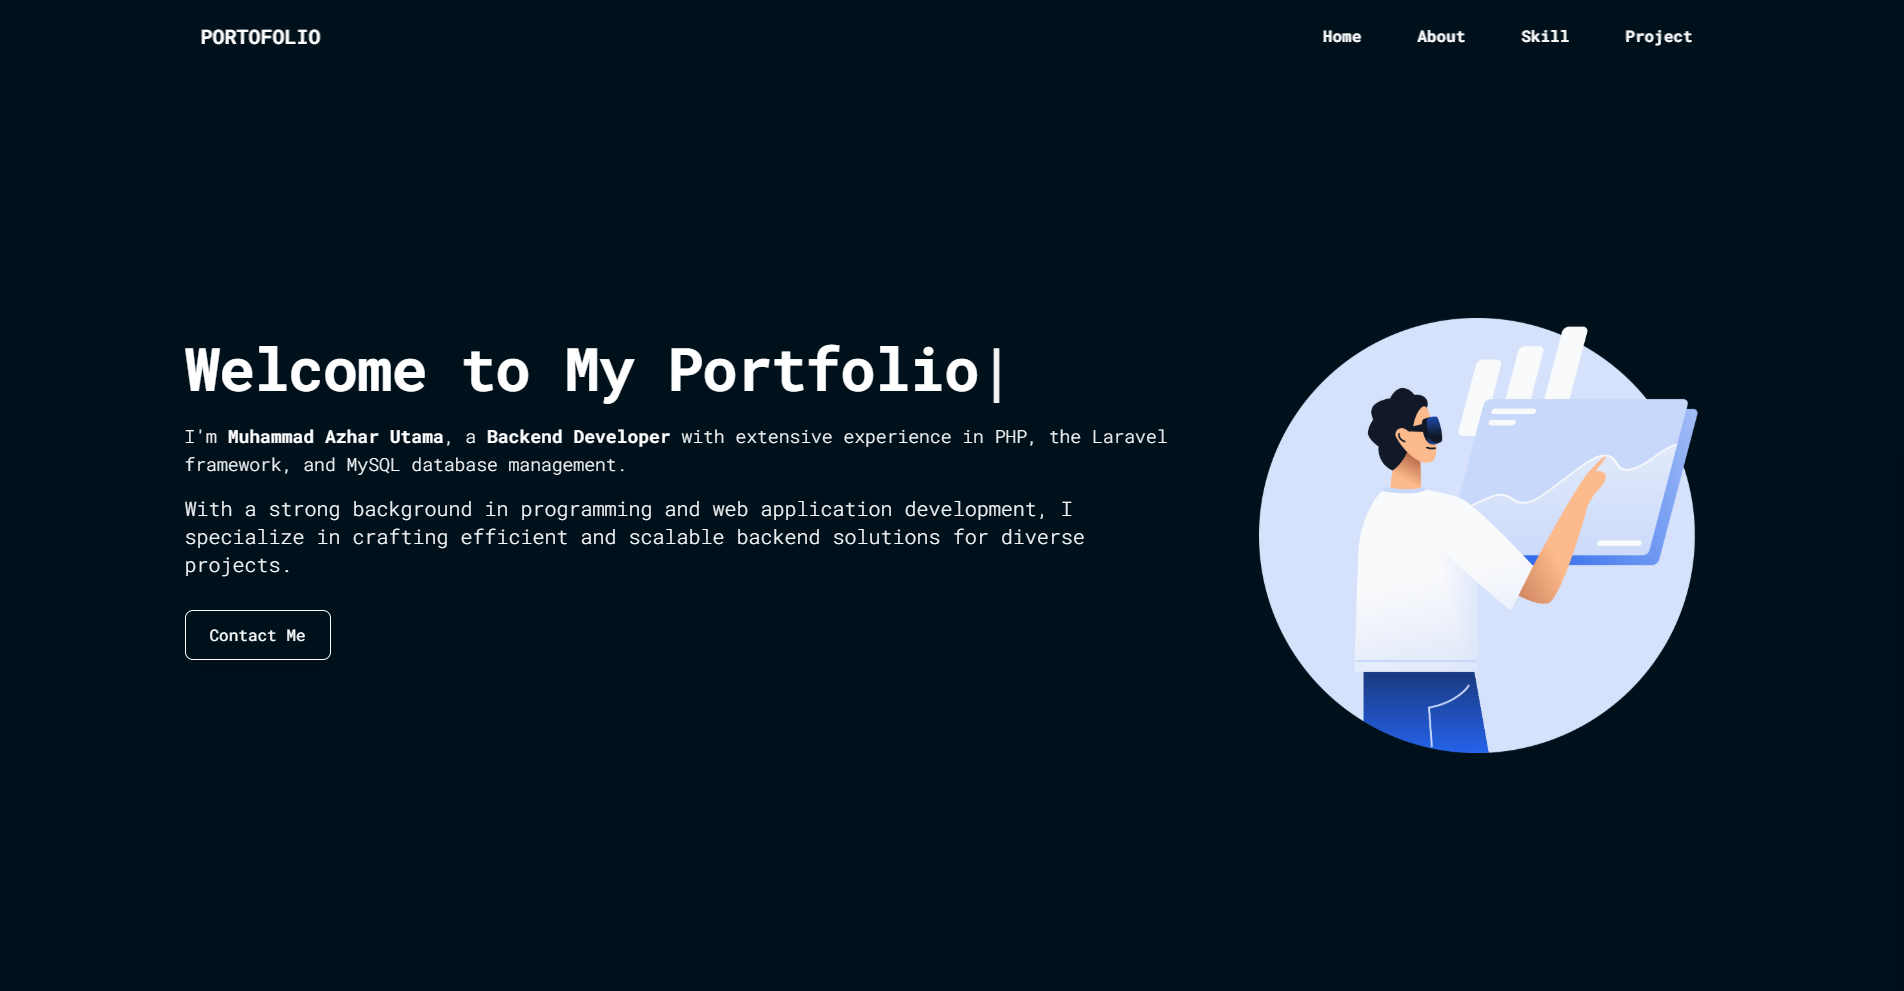 PORTOFOLIO
Home About Skill Project
Welcome to My Portfolio|
I'm Muhammad Azhar Utama, a Backend Developer with extensive experience in PHP, the Laravel
framework, and MySQL database management.
With a strong background in programming and web application development, I
specialize in crafting efficient and scalable backend solutions for diverse
projects.
Contact Me